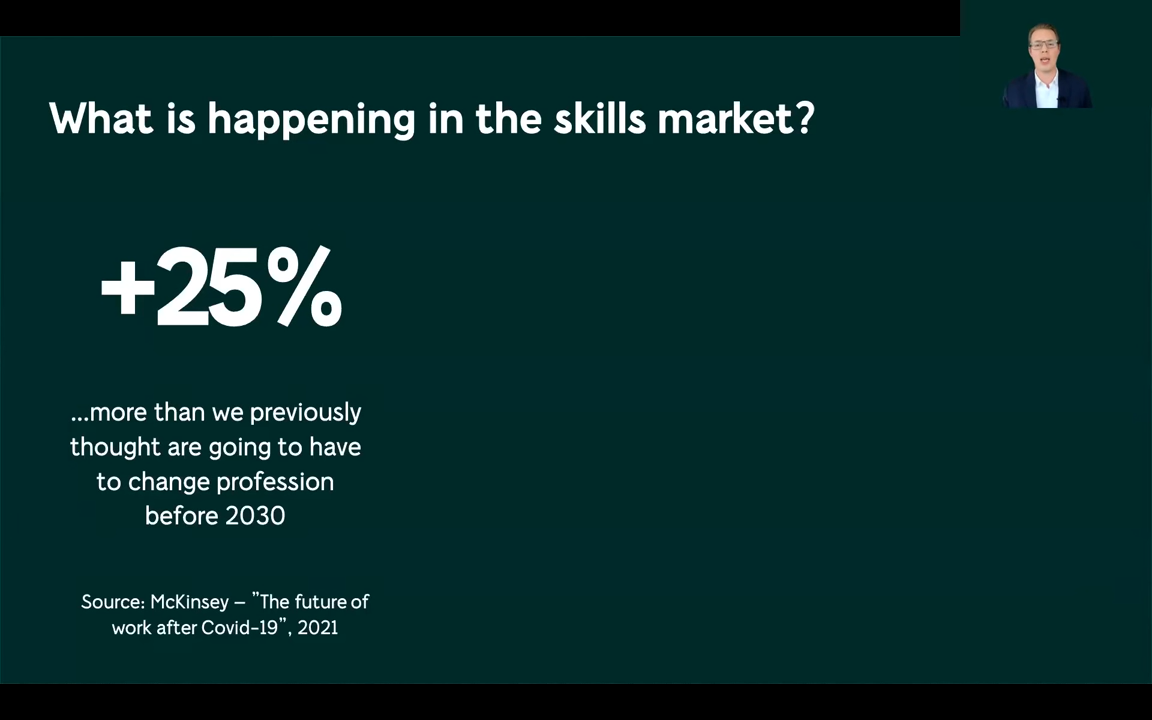 What is happening in the skills market?
+25%
...more than we previously
thought are going to have
to change profession
before 2030
Source: McKinsey – ”The future of
work after Covid-19”, 2021